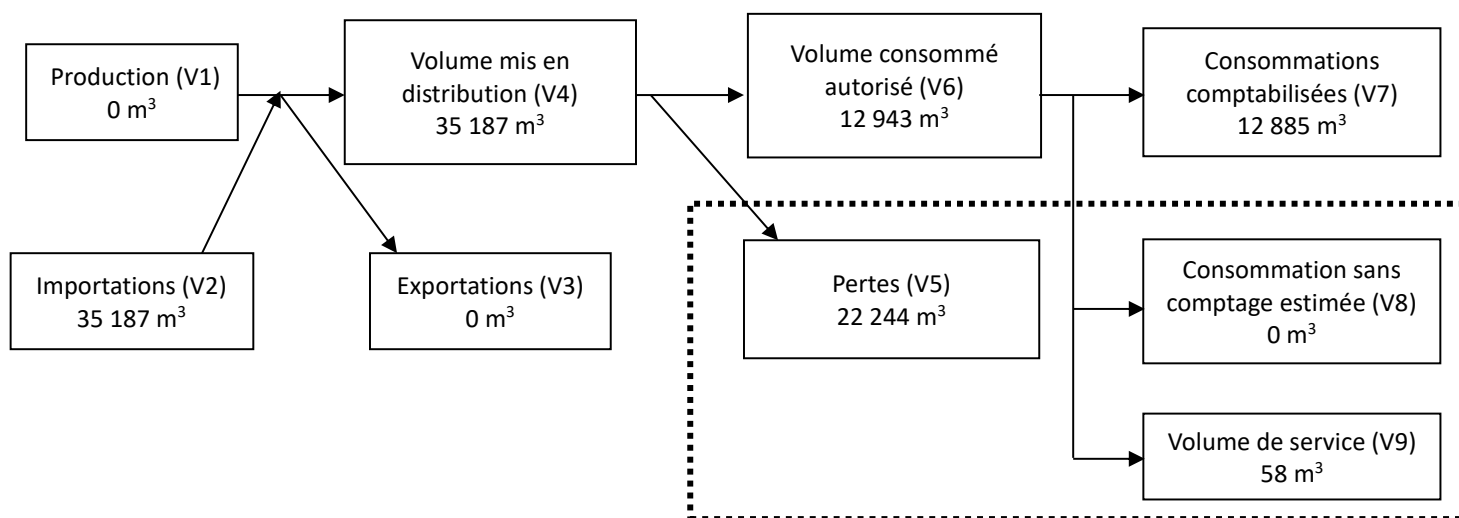 Production (V1)
0 m³
Volume mis en
distribution (V4)
35 187 m³
Volume consommé
autorisé (V6)
12 943 m³
Consommations
comptabilisées (V7)
12 885 m³
Importations (V2)
35 187 m³
Exportations (V3)
0 m³
Pertes (V5)
22 244 m³
Consommation sans
comptage estimée (V8)
0 m³
Volume de service (V9)
58 m³